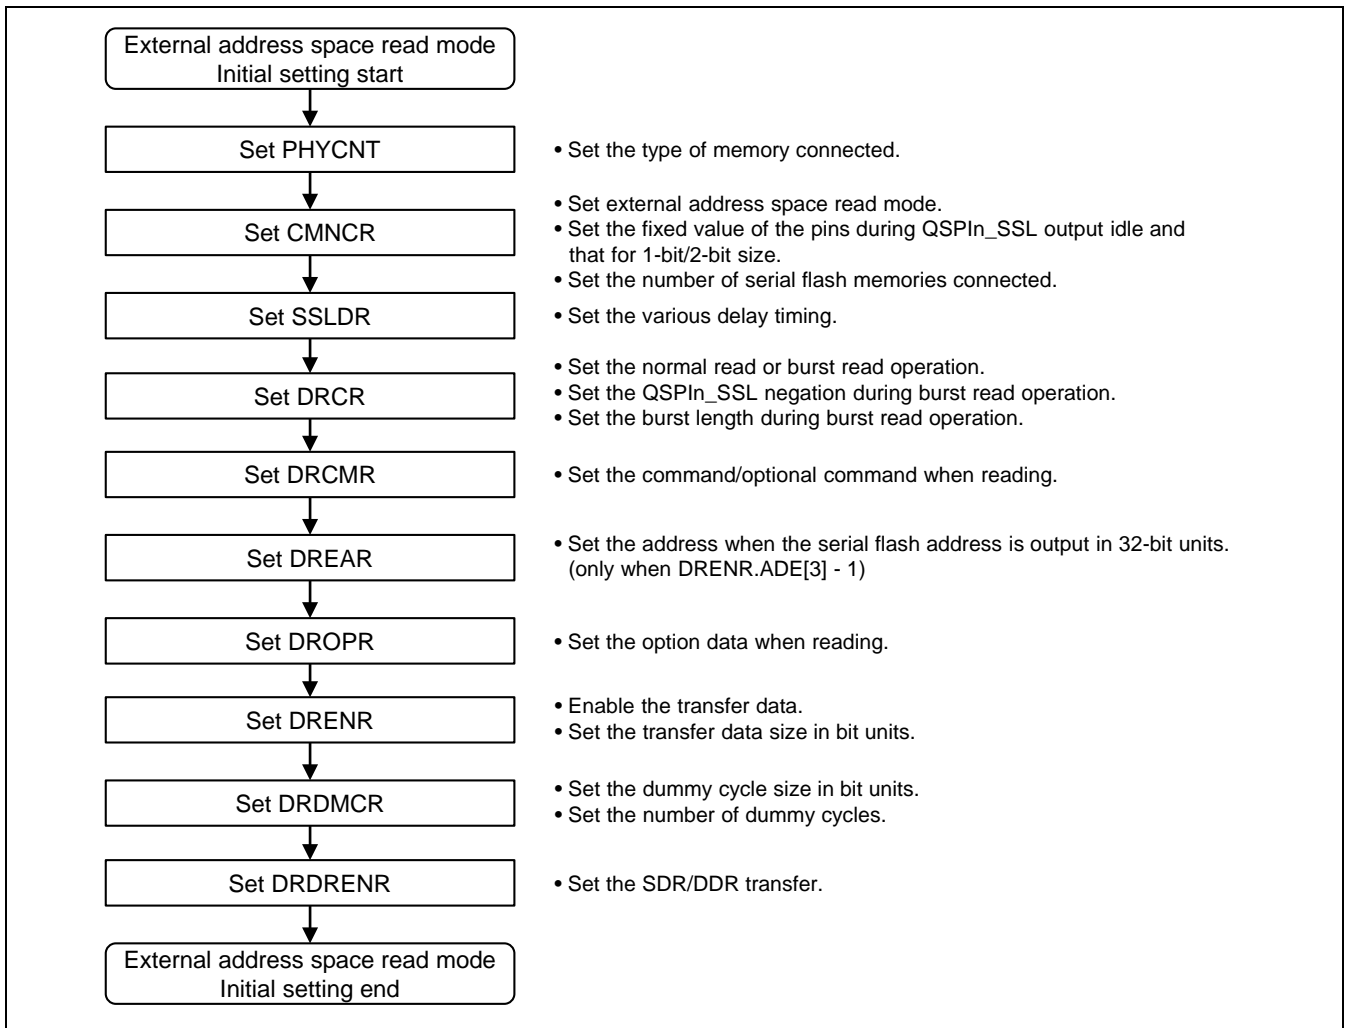 External address space read mode
Initial setting start
Set PHYCNT
• Set the type of memory connected.
Set CMNCR
• Set external address space read mode.
• Set the fixed value of the pins during QSPIn_SSL output idle and
that for 1-bit/2-bit size.
• Set the number of serial flash memories connected.
Set SSLDR
• Set the various delay timing.
Set DRCR
• Set the normal read or burst read operation.
• Set the QSPIn_SSL negation during burst read operation.
• Set the burst length during burst read operation.
Set DRCMR
• Set the command/optional command when reading.
Set DREAR
• Set the address when the serial flash address is output in 32-bit units.
(only when DRENR.ADE[3] - 1)
Set DROPR
• Set the option data when reading.
Set DRENR
• Enable the transfer data.
• Set the transfer data size in bit units.
Set DRDMCR
• Set the dummy cycle size in bit units.
• Set the number of dummy cycles.
Set DRDRENR
• Set the SDR/DDR transfer.
External address space read mode
Initial setting end